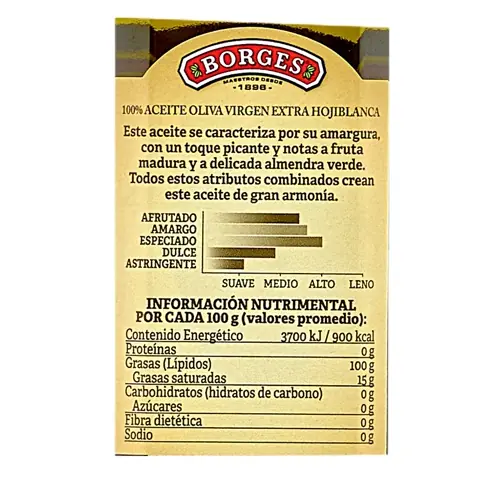 BORGES
MAESTROS DESDE
-1896-
100% ACEITE OLIVA VIRGEN EXTRA HOJIBLANCA
Este aceite se caracteriza por su amargura,
con un toque picante y notas a fruta
madura y a delicada almendra verde.
Todos estos atributos combinados crean
este aceite de gran armonía.
AFRUTADO
AMARGO
ESPECIADO
DULCE
ASTRINGENTE
SUAVE MEDIO ALTO LENO
INFORMACIÓN NUTRIMENTAL
POR CADA 100 g (valores promedio):
Contenido Energético 3700 kJ / 900 kcal
Proteínas 0 g
Grasas (Lípidos) 100 g
Grasas saturadas 15 g
Carbohidratos (hidratos de carbono) 0 g
Azúcares 0 g
Fibra dietética 0 g
Sodio 0 g